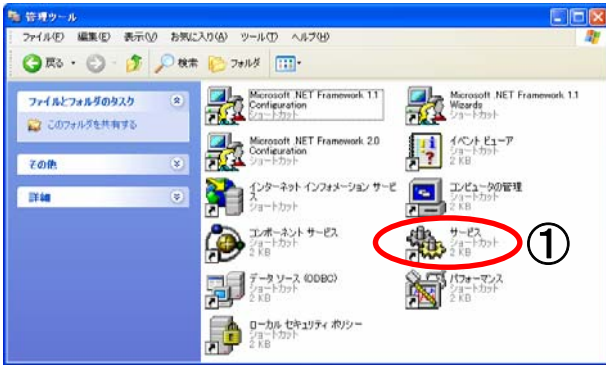 管理ツール
ファイル(F) 編集(E) 表示(V) お気に入り(A) ツール(T) ヘルプ(H)
戻る 検索 フォルダ
ファイルとフォルダのタスク
このフォルダを共有する
その他
詳細
Microsoft .NET Framework 1.1
Configuration
ショートカット
Microsoft .NET Framework 1.1
Wizards
ショートカット
Microsoft .NET Framework 2.0
Configuration
ショートカット
イベント ビューア
ショートカット
2 KB
インターネット インフォメーション サービ
ス
ショートカット
コンピュータの管理
ショートカット
2 KB
コンポーネント サービス
ショートカット
2 KB
サービス
ショートカット
2 KB
①
データ ソース (ODBC)
ショートカット
2 KB
パフォーマンス
ショートカット
2 KB
ローカル セキュリティ ポリシー
ショートカット
2 KB